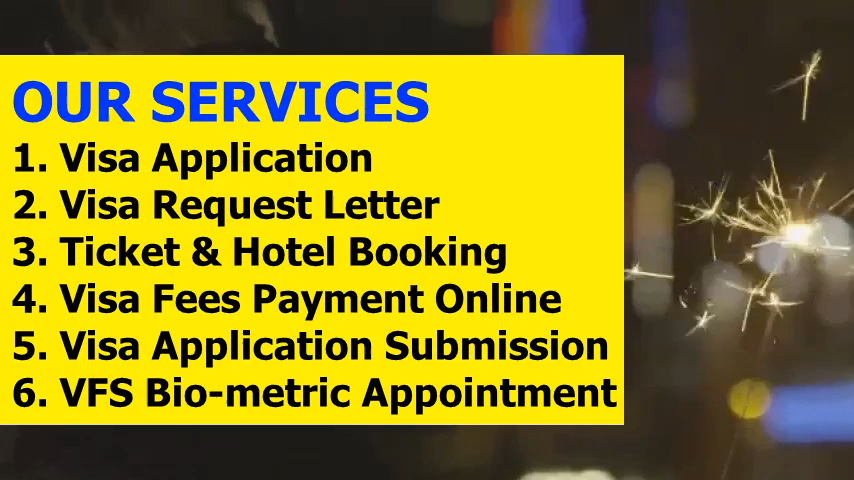 OUR SERVICES
1. Visa Application
2. Visa Request Letter
3. Ticket & Hotel Booking
4. Visa Fees Payment Online
5. Visa Application Submission
6. VFS Bio-metric Appointment